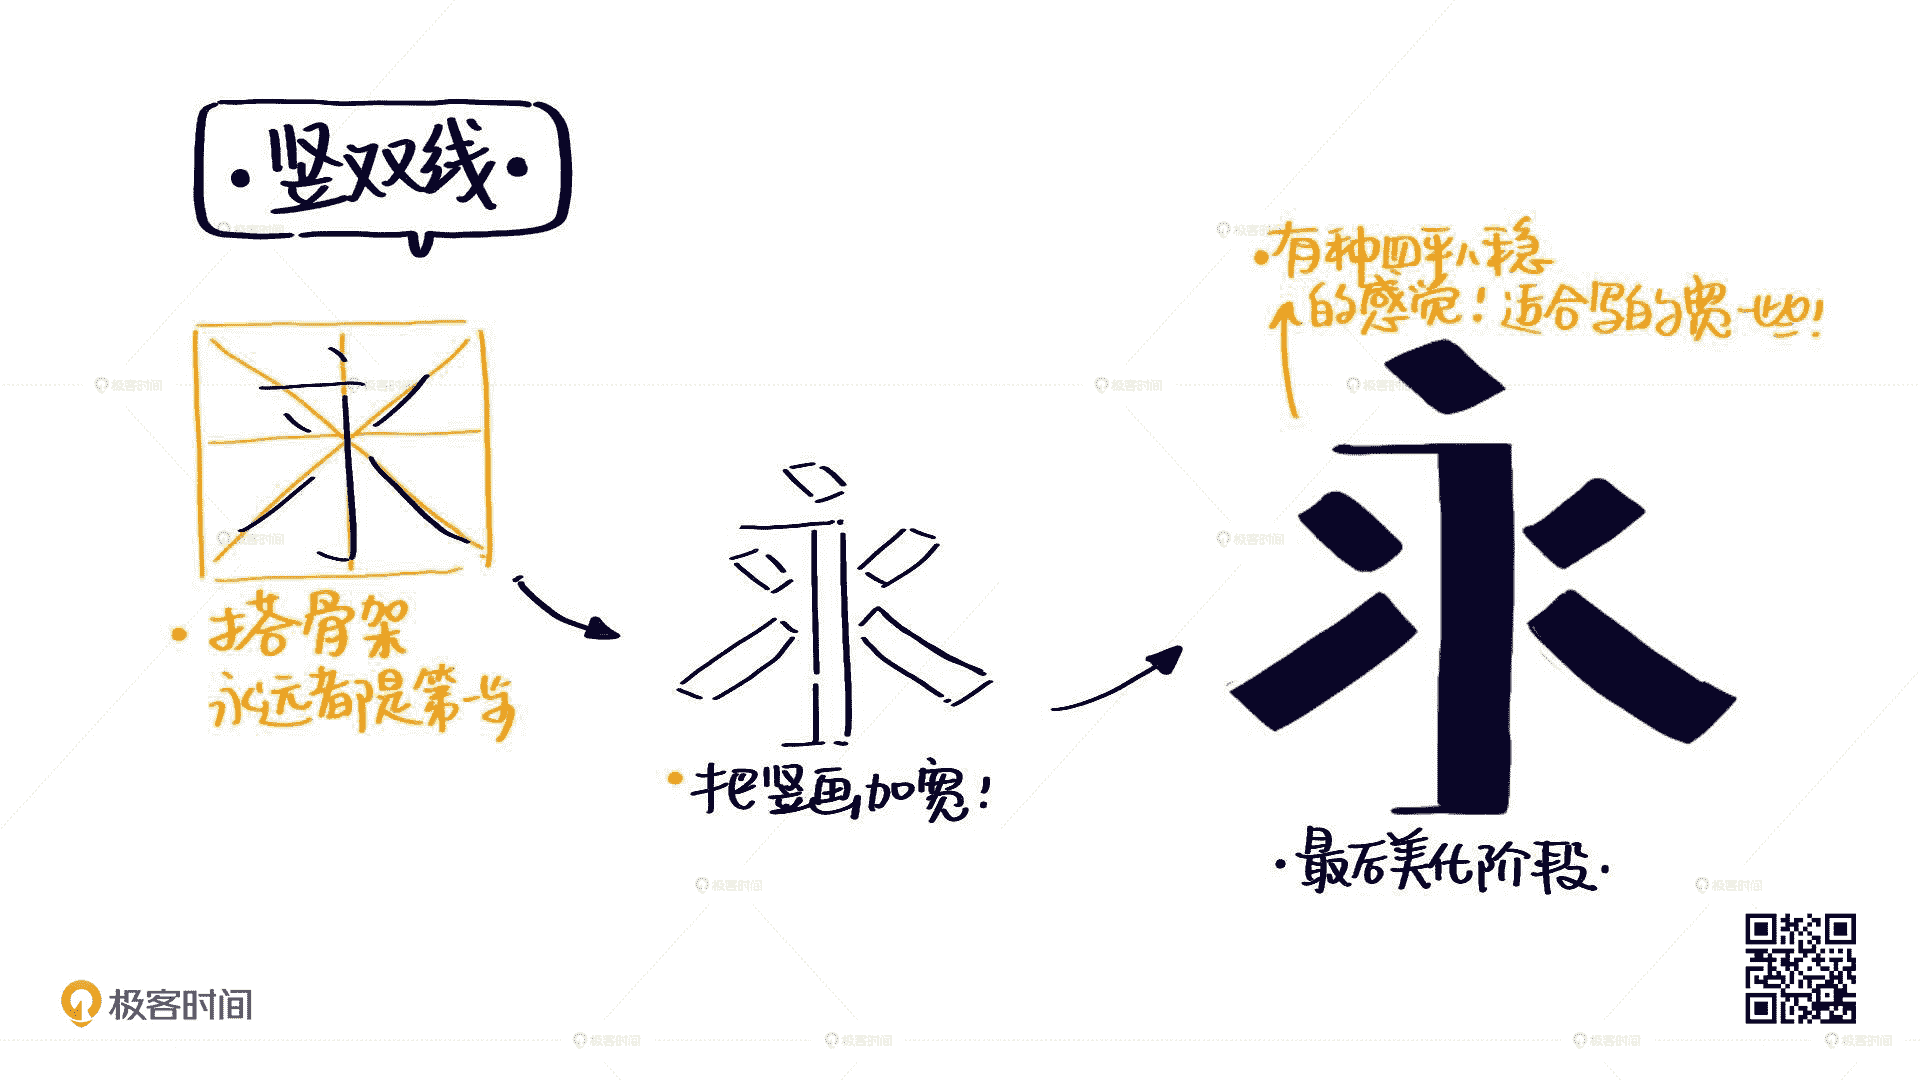 ·竖双线·
·有种四平八稳
的感觉！适合写的宽一些！
永
永
永
·搭骨架
永远都是第一步
·把竖画加宽！
·最后美化阶段·
极客时间